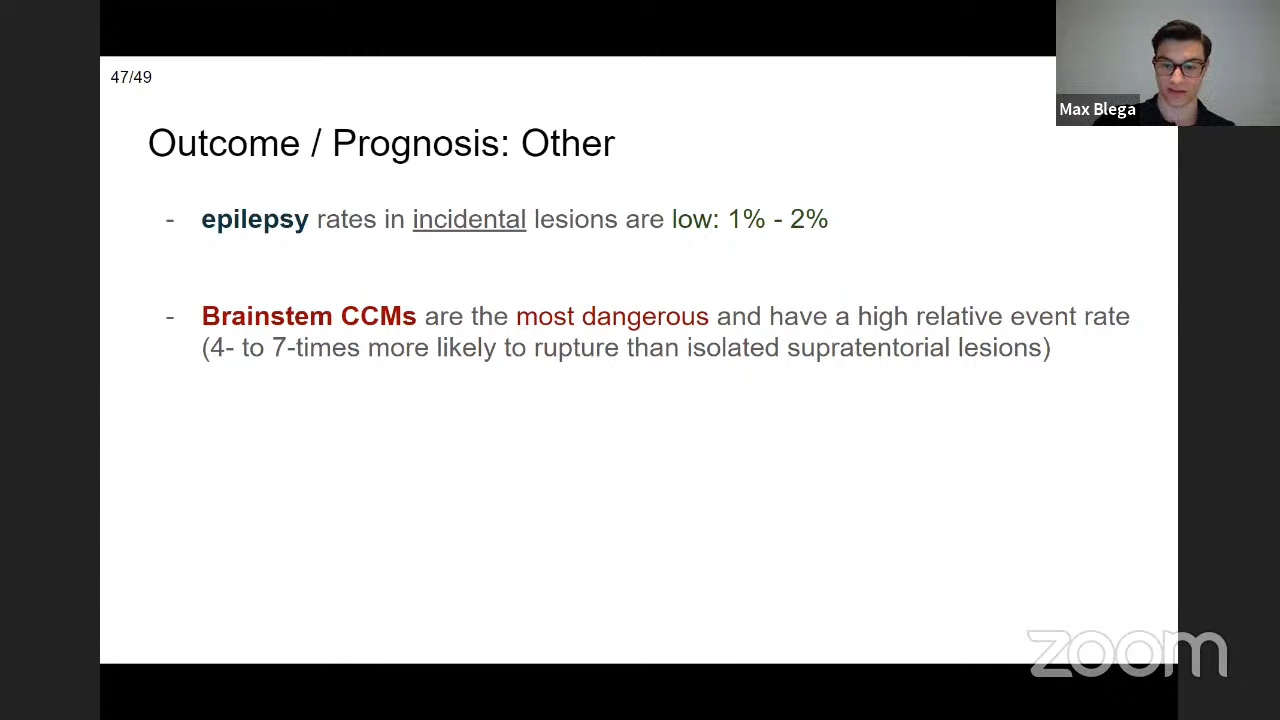 47/49
Max Blega
Outcome / Prognosis: Other
- epilepsy rates in incidental lesions are low: 1% - 2%
- Brainstem CCMs are the most dangerous and have a high relative event rate
(4- to 7-times more likely to rupture than isolated supratentorial lesions)
zoom